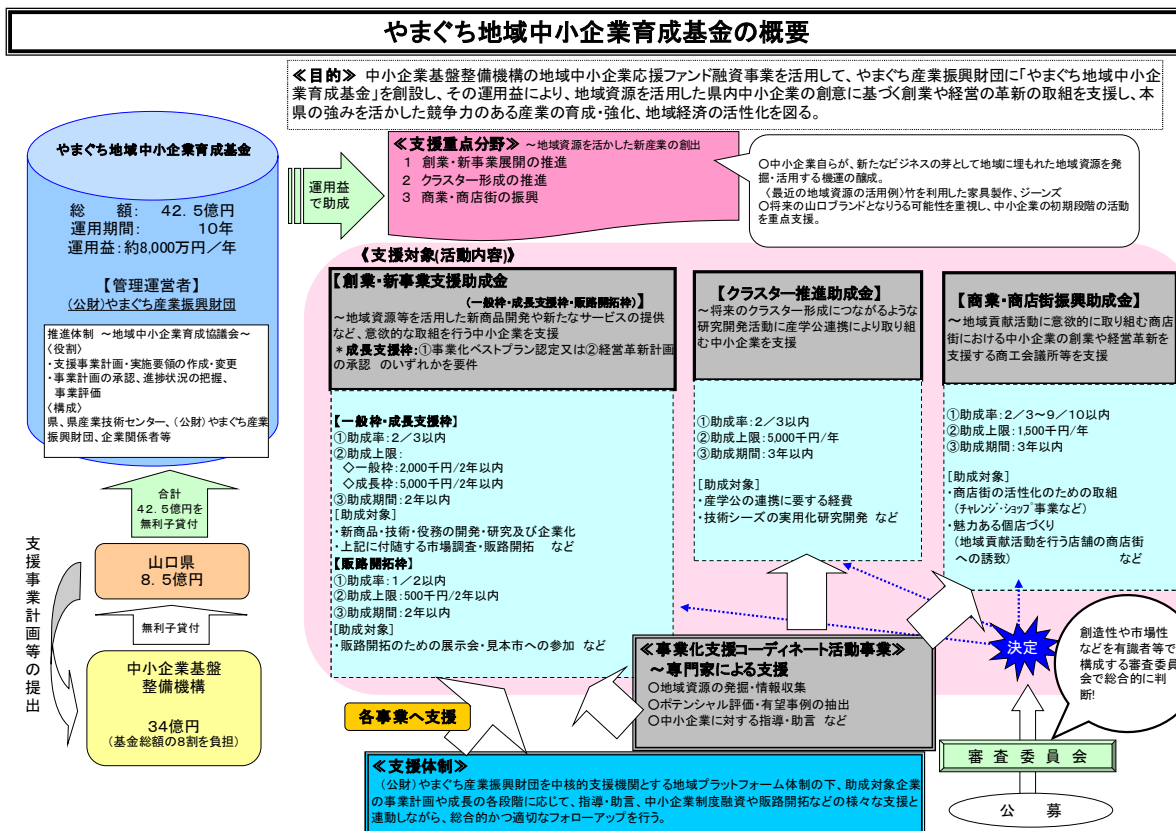 やまぐち地域中小企業育成基金の概要
≪目的≫ 中小企業基盤整備機構の地域中小企業応援ファンド融資事業を活用して、やまぐち産業振興財団に「やまぐち地域中小企
業育成基金」を創設し、その運用益により、地域資源を活用した県内中小企業の創意に基づく創業や経営の革新の取組を支援し、本
県の強みを活かした競争力のある産業の育成・強化、地域経済の活性化を図る。
やまぐち地域中小企業育成基金
総 額: 42.5億円
運用期間: 10年
運用益:約8,000万円/年
【管理運営者】
(公財)やまぐち産業振興財団
推進体制 ～地域中小企業育成協議会～
〈役割〉
・支援事業計画・実施要領の作成・変更
・事業計画の承認、進捗状況の把握、
事業評価
〈構成〉
県、県産業技術センター、(公財)やまぐち産業
振興財団、企業関係者等
合計
42.5億円を
無利子貸付
山口県
8.5億円
無利子貸付
中小企業基盤
整備機構
34億円
(基金総額の8割を負担)
支援事業計画等の提出
運用益
で助成
≪支援重点分野≫ ～地域資源を活かした新産業の創出
1 創業・新事業展開の推進
2 クラスター形成の推進
3 商業・商店街の振興
○中小企業自らが、新たなビジネスの芽として地域に埋もれた地域資源を発
掘・活用する機運の醸成。
〈最近の地域資源の活用例〉竹を利用した家具製作、ジーンズ
○将来の山口ブランドとなりうる可能性を重視し、中小企業の初期段階の活動
を重点支援。
《支援対象(活動内容)》
【創業・新事業支援助成金
(一般枠・成長支援枠・販路開拓枠)】
～地域資源等を活用した新商品開発や新たなサービスの提供
など、意欲的な取組を行う中小企業を支援
*成長支援枠:①事業化ベストプラン認定又は②経営革新計画
の承認 のいずれかを要件
【一般枠・成長支援枠】
①助成率:2/3以内
②助成上限:
◇一般枠:2,000千円/2年以内
◇成長枠:5,000千円/2年以内
③助成期間:2年以内
[助成対象]
・新商品・技術・役務の開発・研究及び企業化
・上記に付随する市場調査・販路開拓 など
【販路開拓枠】
①助成率:1/2以内
②助成上限:500千円/2年以内
③助成期間:2年以内
[助成対象]
・販路開拓のための展示会・見本市への参加 など
【クラスター推進助成金】
～将来のクラスター形成につながるような
研究開発活動に産学公連携により取り組
む中小企業を支援
①助成率:2/3以内
②助成上限:5,000千円/年
③助成期間:3年以内
[助成対象]
・産学公の連携に要する経費
・技術シーズの実用化研究開発 など
【商業・商店街振興助成金】
～地域貢献活動に意欲的に取り組む商店
街における中小企業の創業や経営革新を
支援する商工会議所等を支援
①助成率:2/3～9/10以内
②助成上限:1,500千円/年
③助成期間:3年以内
[助成対象]
・商店街の活性化のための取組
(チャレンジ・ショップ事業など)
・魅力ある個店づくり
(地域貢献活動を行う店舗の商店街
への誘致) など
≪事業化支援コーディネート活動事業≫
～専門家による支援
○地域資源の発掘・情報収集
○ポテンシャル評価・有望事例の抽出
○中小企業に対する指導・助言 など
決定
創造性や市場性
などを有識者等で
構成する審査委員
会で総合的に判
断!
審査委員会
公募
各事業へ支援
≪支援体制≫
(公財)やまぐち産業振興財団を中核的支援機関とする地域プラットフォーム体制の下、助成対象企業
の事業計画や成長の各段階に応じて、指導・助言、中小企業制度融資や販路開拓などの様々な支援と
連動しながら、総合的かつ適切なフォローアップを行う。